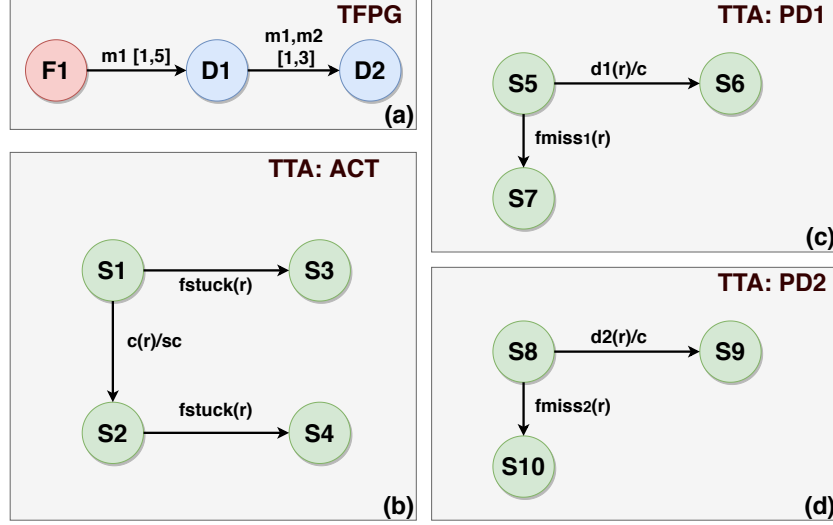 TFPG
m1,m2
m1 [1,5]
[1,3]
F1
D1
D2
(a)
TTA: ACT
S1
S3
fstuck(r)
c(r)/sc
fstuck(r)
S2
S4
(b)
TTA: PD1
d1(r)/c
S5
S6
fmiss1(r)
S7
(c)
TTA: PD2
d2(r)/c
S8
S9
fmiss2(r)
S10
(d)